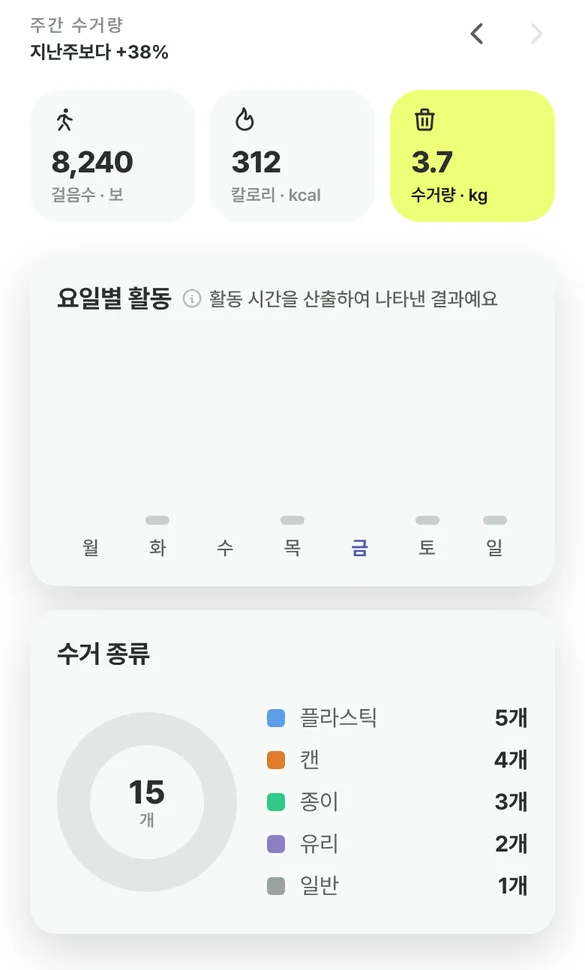 주간 수거량
지난주보다 +38%
8,240
걸음수 · 보
312
칼로리 · kcal
3.7
수거량 · kg
요일별 활동 활동 시간을 산출하여 나타낸 결과예요
월 화 수 목 금 토 일
수거 종류
15
개
플라스틱 5개
캔 4개
종이 3개
유리 2개
일반 1개